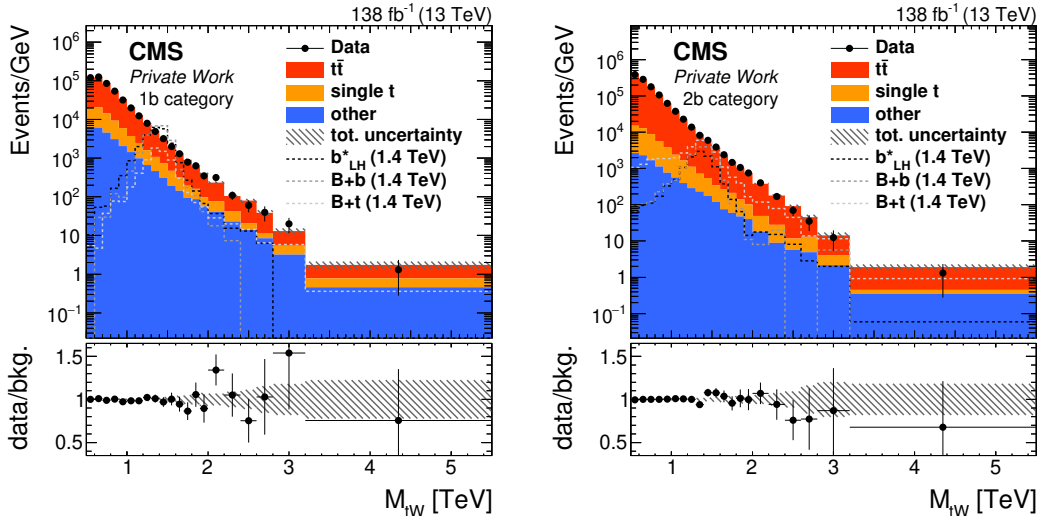 138 fb⁻¹ (13 TeV)
Events/GeV
10⁶
10⁵
10⁴
10³
10²
10
1
10⁻¹
CMS
Private Work
1b category
Data
tt̄
single t
other
tot. uncertainty
b*LH (1.4 TeV)
B+b (1.4 TeV)
B+t (1.4 TeV)
data/bkg.
1.5
1.0
0.5
1 2 3 4 5
M_tW [TeV]
138 fb⁻¹ (13 TeV)
Events/GeV
10⁶
10⁵
10⁴
10³
10²
10
1
10⁻¹
CMS
Private Work
2b category
Data
tt̄
single t
other
tot. uncertainty
b*LH (1.4 TeV)
B+b (1.4 TeV)
B+t (1.4 TeV)
data/bkg.
1.5
1.0
0.5
1 2 3 4 5
M_tW [TeV]